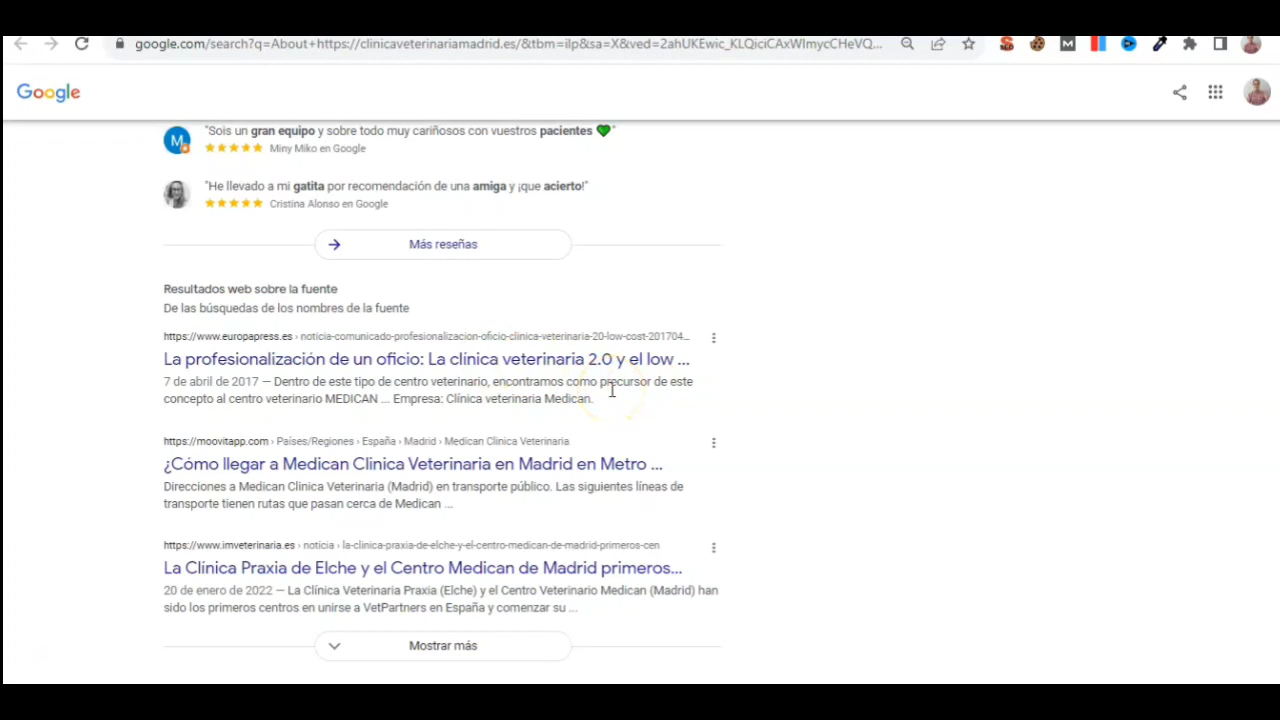 google.com/search?q=About+https://clinicaveterinariamadrid.es/&tbm=ilp&sa=X&ved=2ahUKEwic_KLQiciCAxWImycCHeVQ...
Google
"Sois un gran equipo y sobre todo muy cariñosos con vuestros pacientes 💚"
M
Miny Miko en Google
"He llevado a mi gatita por recomendación de una amiga y ¡que acierto!"
Cristina Alonso en Google
Más reseñas
Resultados web sobre la fuente
De las búsquedas de los nombres de la fuente
https://www.europapress.es › noticia-comunicado-profesionalizacion-oficio-clinica-veterinaria-20-low-cost-201704...
La profesionalización de un oficio: La clínica veterinaria 2.0 y el low ...
7 de abril de 2017 — Dentro de este tipo de centro veterinario, encontramos como precursor de este
concepto al centro veterinario MEDICAN ... Empresa: Clínica veterinaria Medican.
https://moovitapp.com › Países/Regiones › España › Madrid › Medican Clinica Veterinaria
¿Cómo llegar a Medican Clinica Veterinaria en Madrid en Metro ...
Direcciones a Medican Clinica Veterinaria (Madrid) en transporte público. Las siguientes líneas de
transporte tienen rutas que pasan cerca de Medican ...
https://www.imveterinaria.es › noticia › la-clinica-praxia-de-elche-y-el-centro-medican-de-madrid-primeros-cen
La Clínica Praxia de Elche y el Centro Medican de Madrid primeros...
20 de enero de 2022 — La Clínica Veterinaria Praxia (Elche) y el Centro Veterinario Medican (Madrid) han
sido los primeros centros en unirse a VetPartners en España y comenzar su ...
Mostrar más